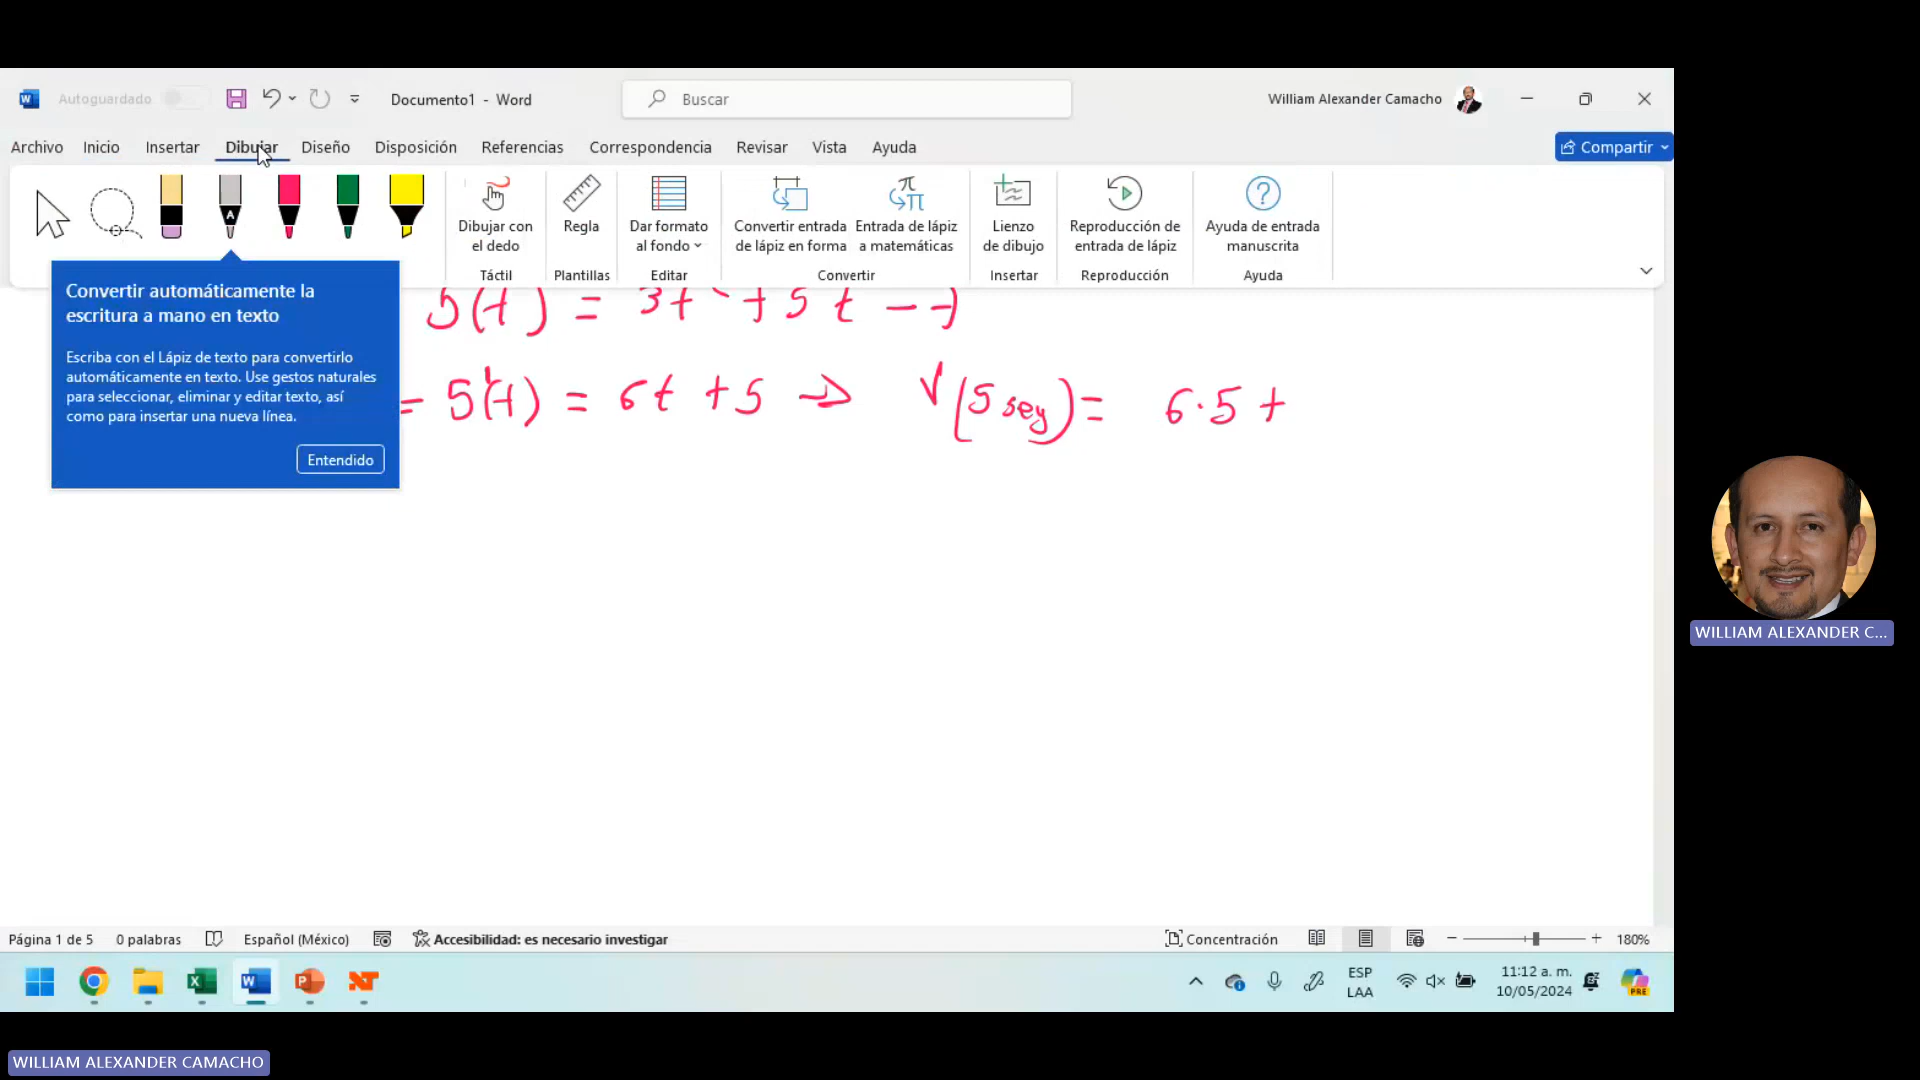 Autoguardado
Documento1 - Word
Buscar
William Alexander Camacho
Archivo Inicio Insertar Dibujar Diseño Disposición Referencias Correspondencia Revisar Vista Ayuda
Compartir
A
Dibujar con el dedo
Regla
Dar formato al fondo
Convertir entrada de lápiz en forma
Entrada de lápiz a matemáticas
Lienzo de dibujo
Reproducción de entrada de lápiz
Ayuda de entrada manuscrita
Táctil Plantillas Editar Convertir Insertar Reproducción Ayuda
Convertir automáticamente la
escritura a mano en texto
Escriba con el Lápiz de texto para convertirlo
automáticamente en texto. Use gestos naturales
para seleccionar, eliminar y editar texto, así
como para insertar una nueva línea.
Entendido
= S'(t) = 6t + 5 → V(5 seg) = 6·5 +
WILLIAM ALEXANDER C...
Página 1 de 5 0 palabras Español (México) Accesibilidad: es necesario investigar Concentración 180%
ESP
LAA
11:12 a. m.
10/05/2024
PRE
WILLIAM ALEXANDER CAMACHO